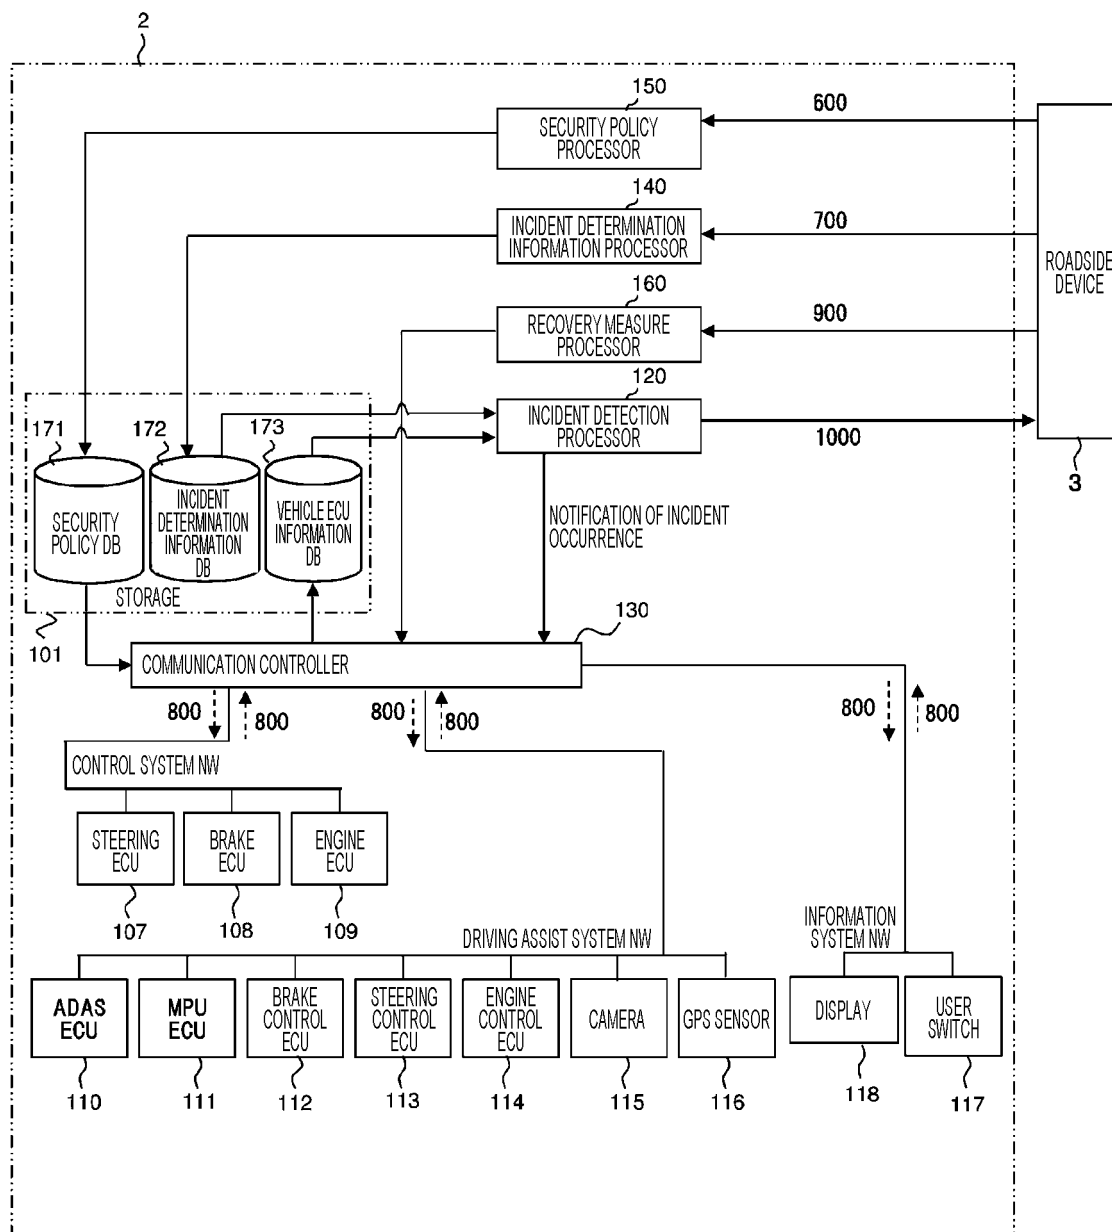 2
150
SECURITY POLICY
PROCESSOR
600
140
INCIDENT DETERMINATION
INFORMATION PROCESSOR
700
ROADSIDE
DEVICE
160
RECOVERY MEASURE
PROCESSOR
900
120
INCIDENT DETECTION
PROCESSOR
1000
3
171
172
173
SECURITY
POLICY DB
INCIDENT
DETERMINATION
INFORMATION
DB
VEHICLE ECU
INFORMATION
DB
STORAGE
101
NOTIFICATION OF INCIDENT
OCCURRENCE
130
COMMUNICATION CONTROLLER
800
800
800
800
800
800
CONTROL SYSTEM NW
STEERING
ECU
BRAKE
ECU
ENGINE
ECU
107
108
109
DRIVING ASSIST SYSTEM NW
INFORMATION
SYSTEM NW
ADAS
ECU
MPU
ECU
BRAKE
CONTROL
ECU
STEERING
CONTROL
ECU
ENGINE
CONTROL
ECU
CAMERA
GPS SENSOR
DISPLAY
USER
SWITCH
110
111
112
113
114
115
116
118
117